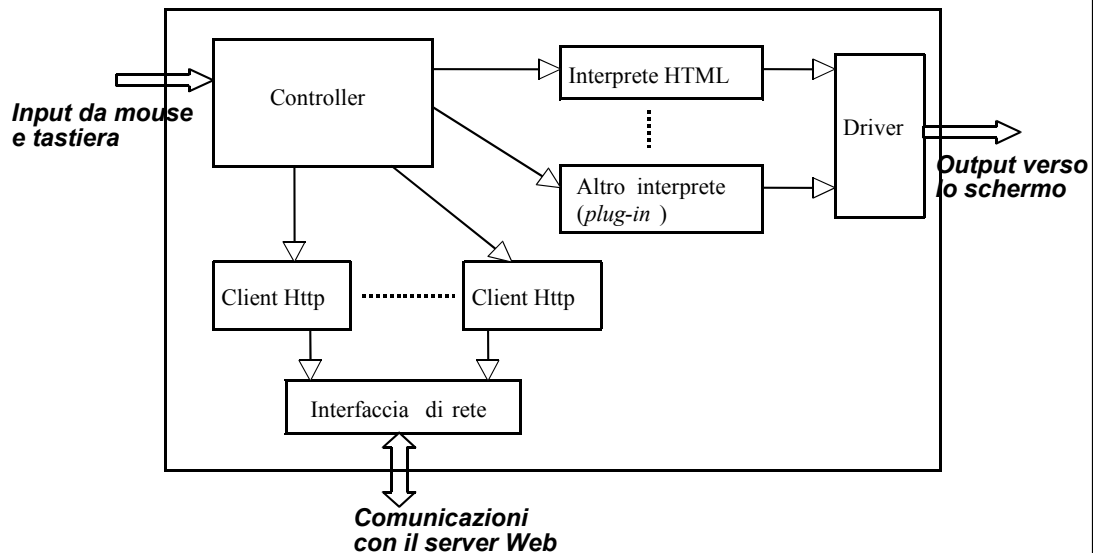 Controller
Interprete HTML
Input da mouse
e tastiera
Driver
Output verso
lo schermo
Altro interprete
(plug-in )
Client Http
Client Http
Interfaccia di rete
Comunicazioni
con il server Web